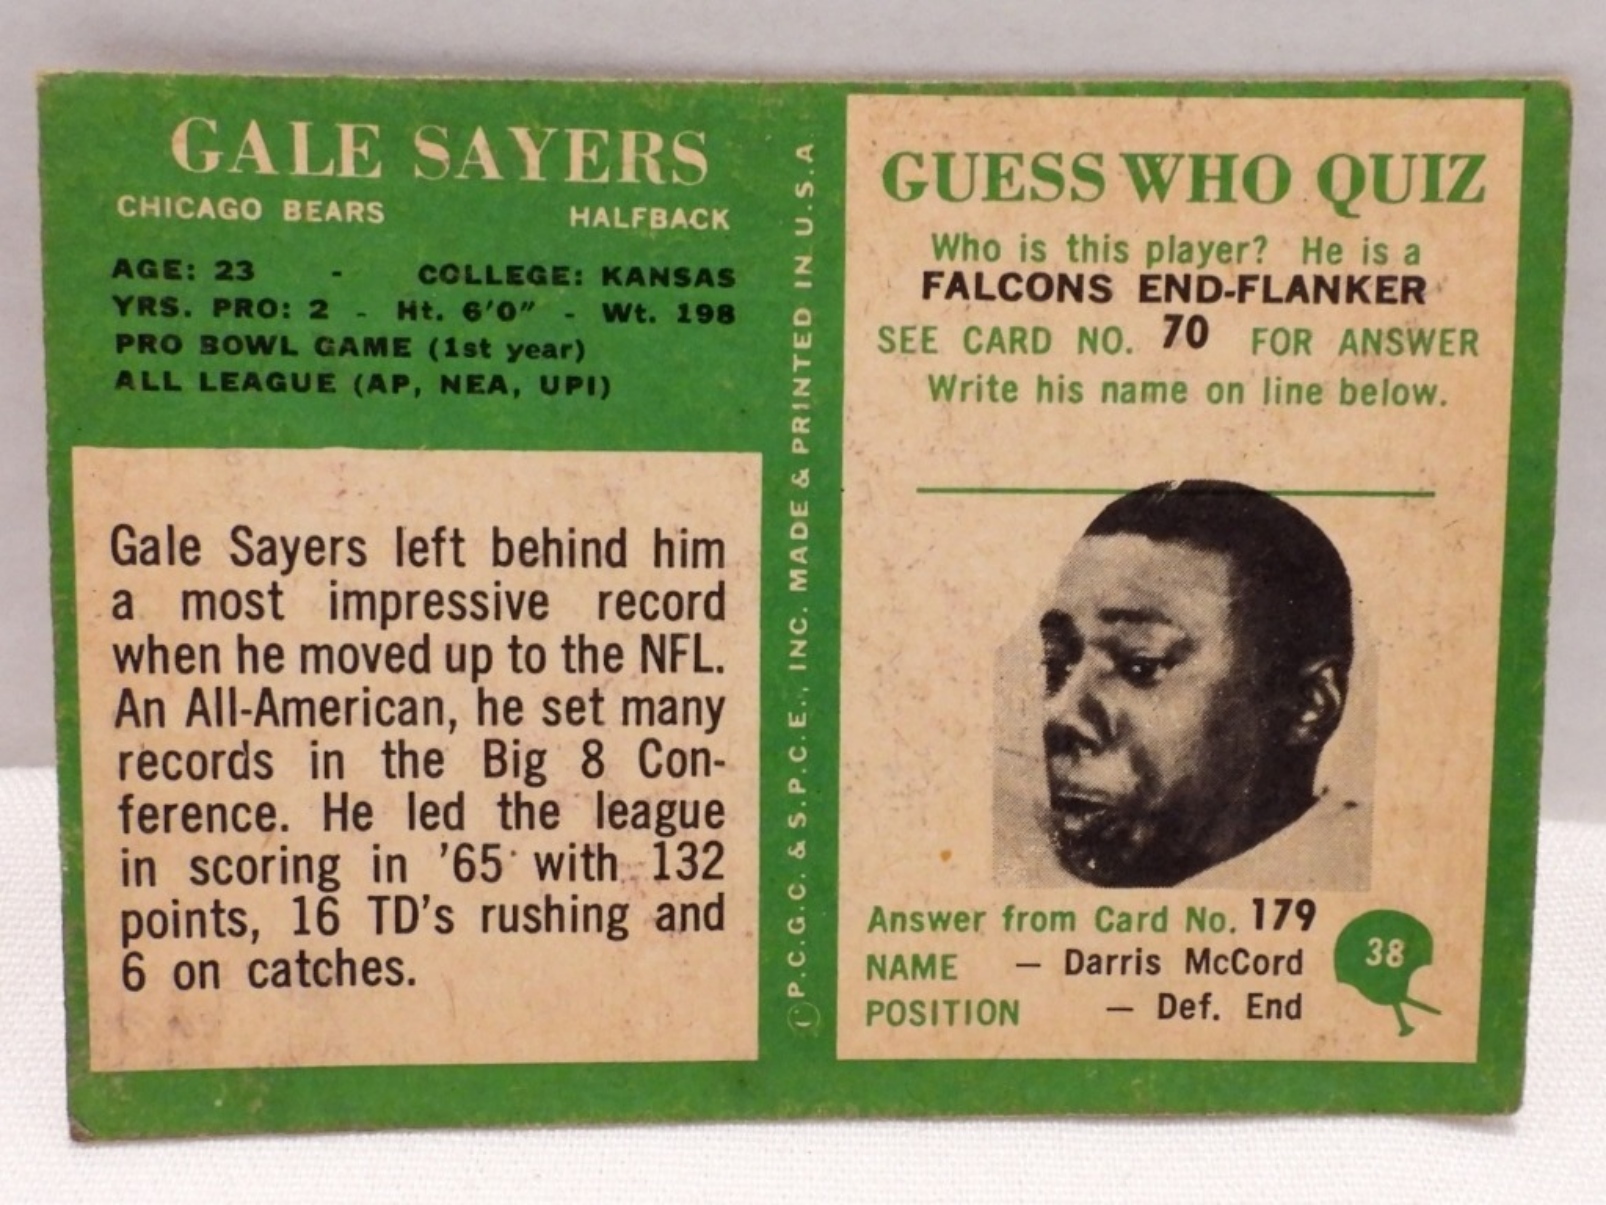 GALE SAYERS
CHICAGO BEARS HALFBACK
AGE: 23 - COLLEGE: KANSAS
YRS. PRO: 2 - Ht. 6'0" - Wt. 198
PRO BOWL GAME (1st year)
ALL LEAGUE (AP, NEA, UPI)
Gale Sayers left behind him
a most impressive record
when he moved up to the NFL.
An All-American, he set many
records in the Big 8 Con-
ference. He led the league
in scoring in '65 with 132
points, 16 TD's rushing and
6 on catches.
© P.C.G.C. & S.P.C.E., INC. MADE & PRINTED IN U.S.A
GUESS WHO QUIZ
Who is this player? He is a
FALCONS END-FLANKER
SEE CARD NO. 70 FOR ANSWER
Write his name on line below.
Answer from Card No. 179
NAME — Darris McCord
POSITION — Def. End
38